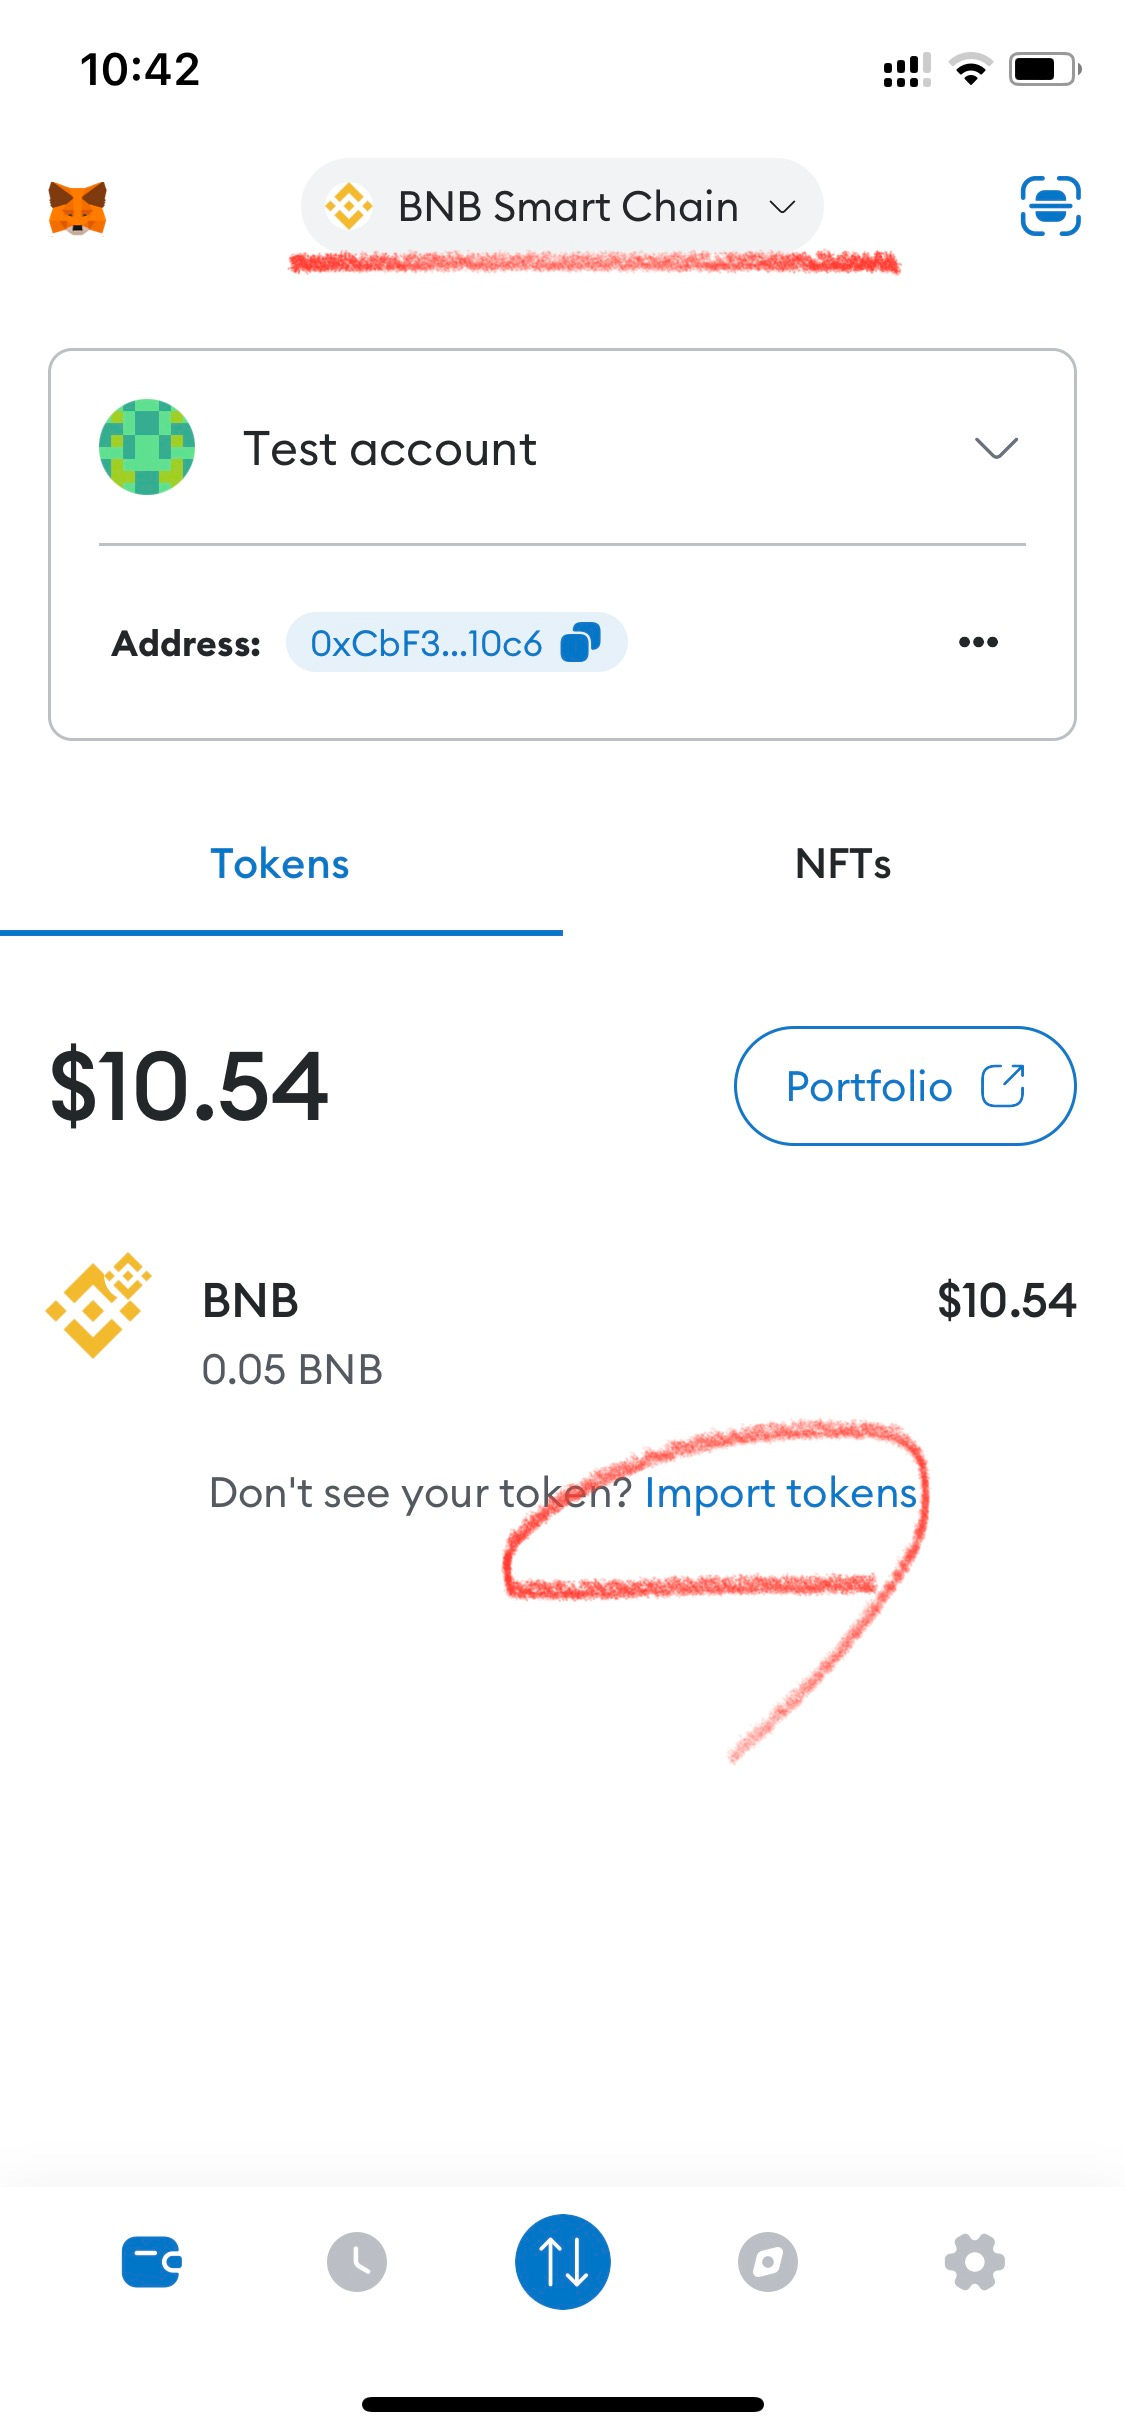 10:42
BNB Smart Chain
Test account
Address: 0xCbF3...10c6
Tokens NFTs
$10.54 Portfolio
BNB $10.54
0.05 BNB
Don't see your token? Import tokens